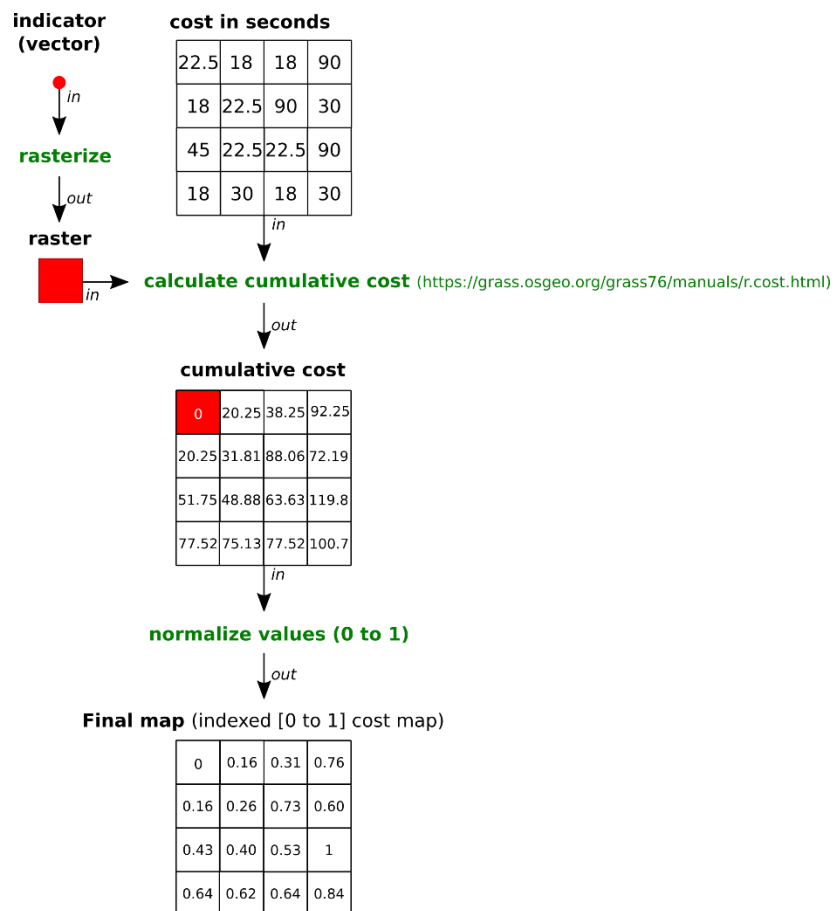 indicator
(vector)
in
rasterize
out
raster
in
cost in seconds
22.5 18 18 90
18 22.5 90 30
45 22.5 22.5 90
18 30 18 30
in
calculate cumulative cost (https://grass.osgeo.org/grass76/manuals/r.cost.html)
out
cumulative cost
0 20.25 38.25 92.25
20.25 31.81 88.06 72.19
51.75 48.88 63.63 119.8
77.52 75.13 77.52 100.7
in
normalize values (0 to 1)
out
Final map (indexed [0 to 1] cost map)
0 0.16 0.31 0.76
0.16 0.26 0.73 0.60
0.43 0.40 0.53 1
0.64 0.62 0.64 0.84